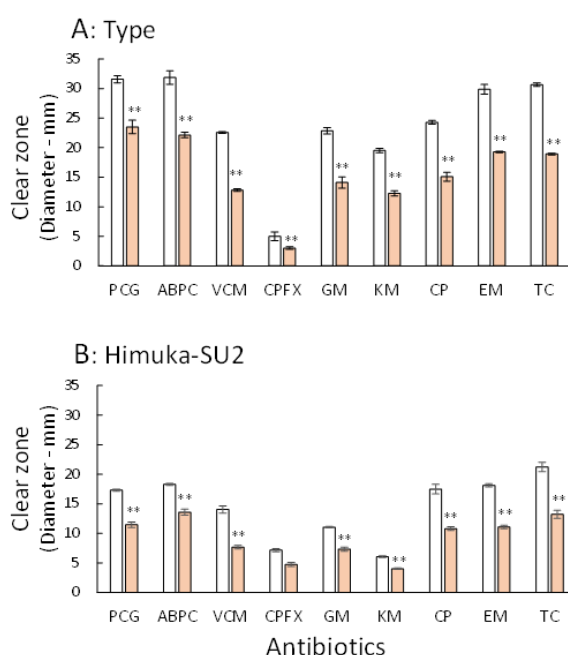 A: Type
Clear zone
(Diameter - mm)
35
30
25
20
15
10
5
0
** ** ** ** ** ** ** ** **
PCG ABPC VCM CPFX GM KM CP EM TC
B: Himuka-SU2
Clear zone
(Diameter - mm)
35
30
25
20
15
10
5
0
** ** ** ** ** ** ** **
PCG ABPC VCM CPFX GM KM CP EM TC
Antibiotics